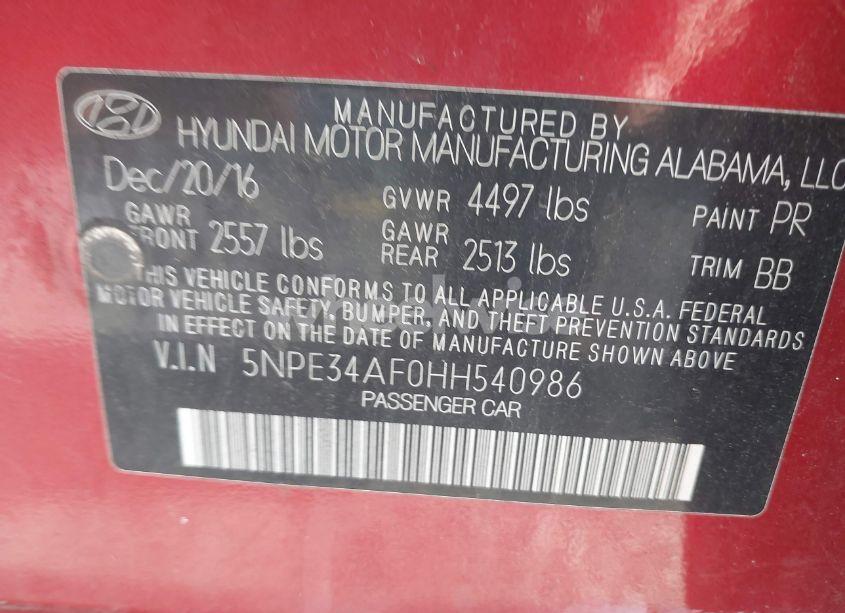 MANUFACTURED BY
HYUNDAI MOTOR MANUFACTURING ALABAMA, LLC
Dec/20/16 GVWR 4497 lbs PAINT PR
GAWR FRONT 2557 lbs GAWR REAR 2513 lbs TRIM BB
THIS VEHICLE CONFORMS TO ALL APPLICABLE U.S.A. FEDERAL
MOTOR VEHICLE SAFETY, BUMPER, AND THEFT PREVENTION STANDARDS
IN EFFECT ON THE DATE OF MANUFACTURE SHOWN ABOVE.
V.I.N 5NPE34AF0HH540986
PASSENGER CAR